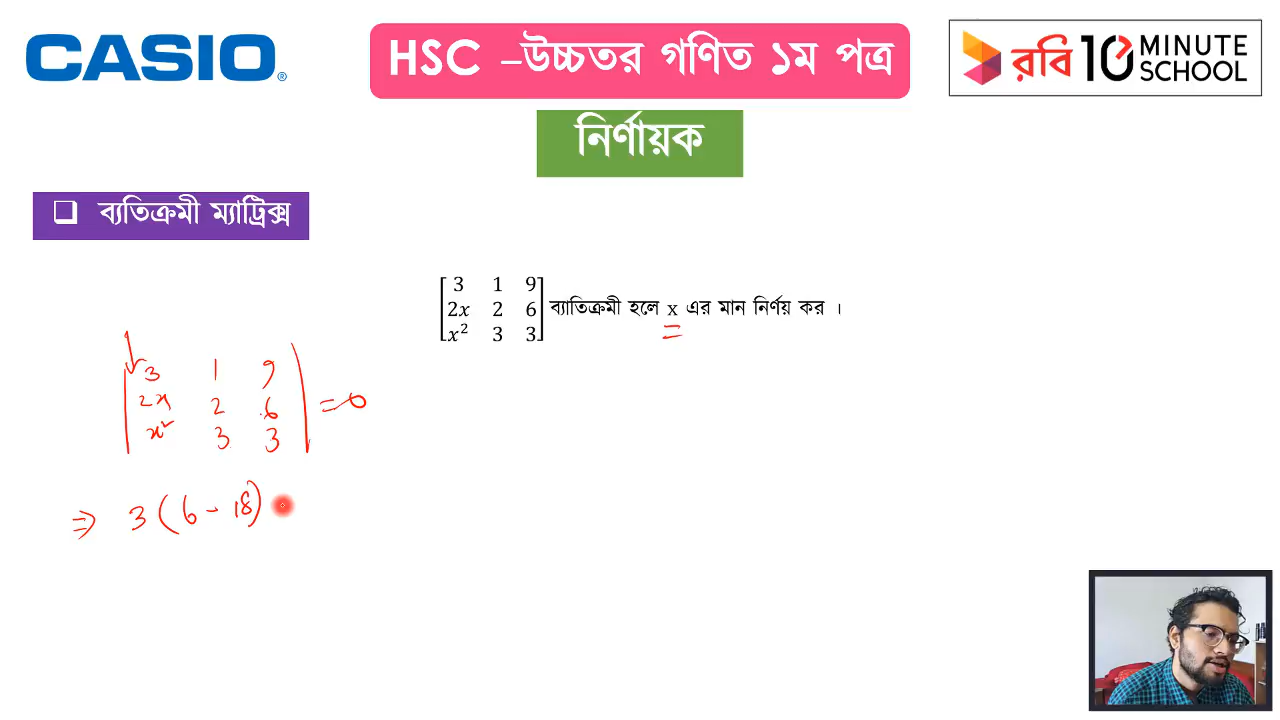 CASIO®
HSC –উচ্চতর গণিত ১ম পত্র
রবি 10 MINUTE SCHOOL
নির্ণায়ক
❑ ব্যতিক্রমী ম্যাট্রিক্স
3 1 9
2x 2 6
x² 3 3
ব্যাতিক্রমী হলে x এর মান নির্ণয় কর ।
3 1 9
2x 2 6 = 0
x² 3 3
⇒ 3 (6 - 18)